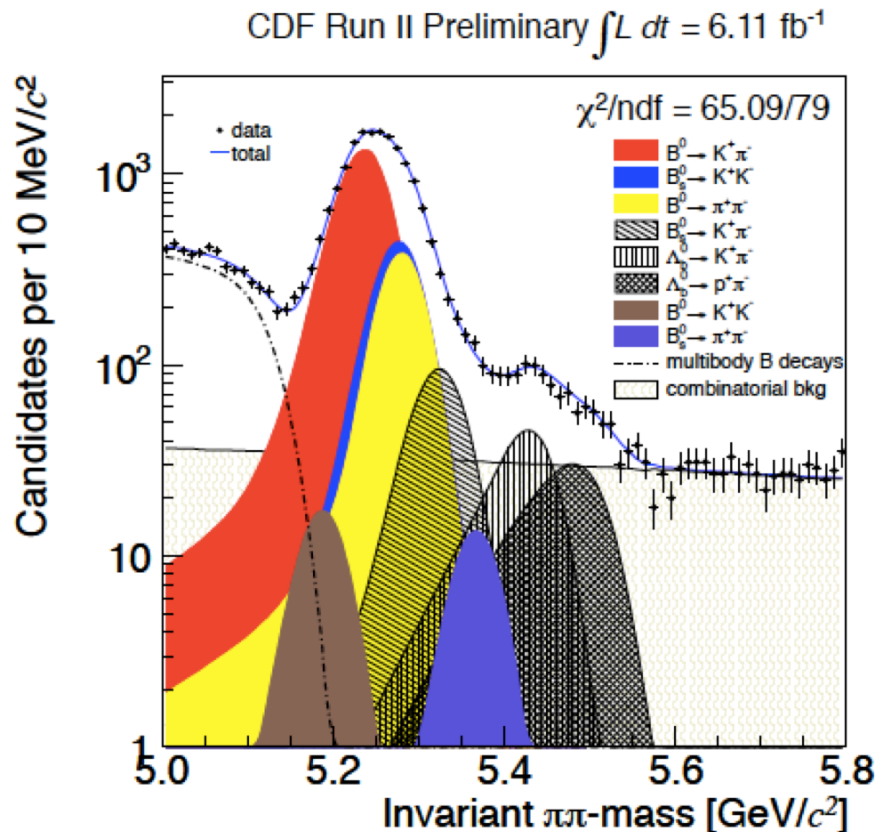 CDF Run II Preliminary ∫L dt = 6.11 fb⁻¹
Candidates per 10 MeV/c²
χ²/ndf = 65.09/79
data
total
B⁰→ K⁺π⁻
B⁰ₛ→ K⁺K⁻
B⁰→ π⁺π⁻
B⁰ₛ→ K⁺π⁻
Λ⁰b→ K⁺π⁻
Λ⁰b→ p⁺π⁻
B⁰→ K⁺K⁻
B⁰ₛ→ π⁺π⁻
multibody B decays
combinatorial bkg
10³
10²
10
1
5.0 5.2 5.4 5.6 5.8
Invariant ππ-mass [GeV/c²]